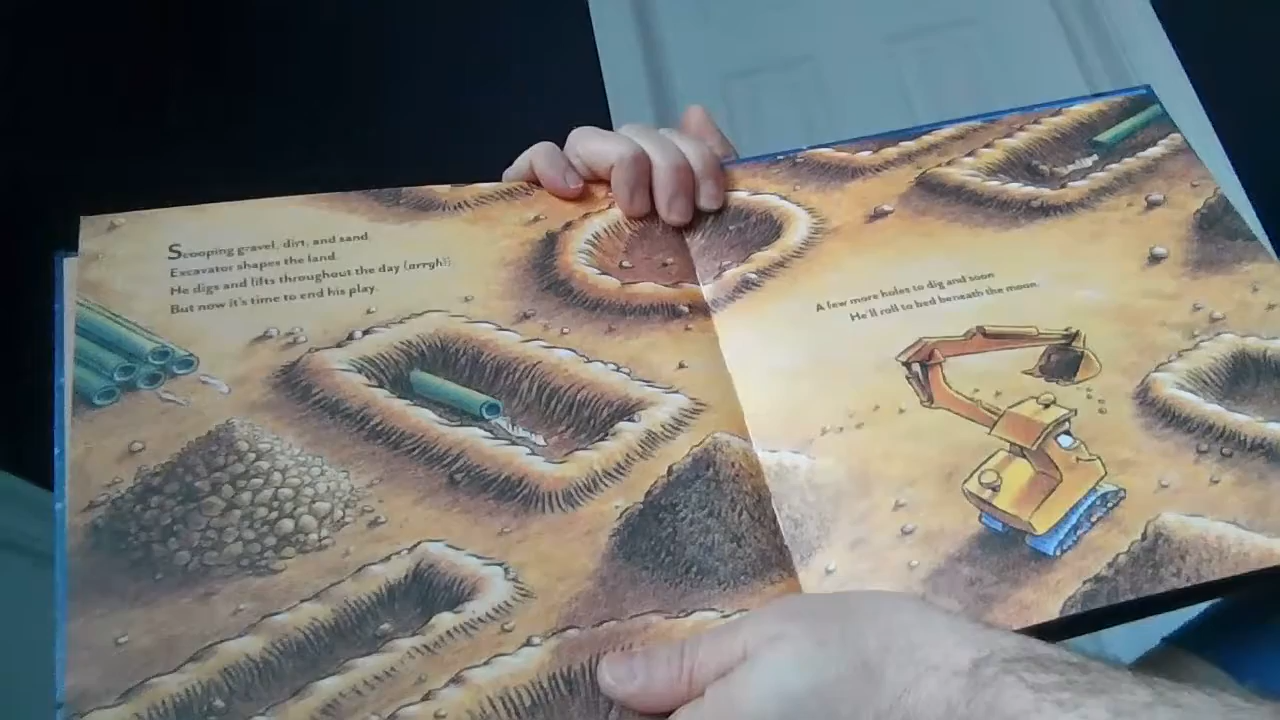 Scooping gravel, dirt, and sand,
Excavator shapes the land.
He digs and lifts throughout the day (arrgh!).
But now it's time to end his play.
A few more holes to dig and soon
He'll roll to bed beneath the moon.